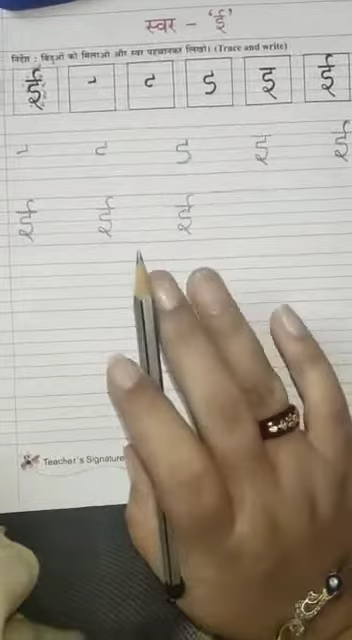 स्वर – ‘ई’
निर्देश : बिंदुओं को मिलाओ और स्वर पहचानकर लिखो। (Trace and write)
ई इ ई
इ ई
ई ई ई
Teacher's Signature